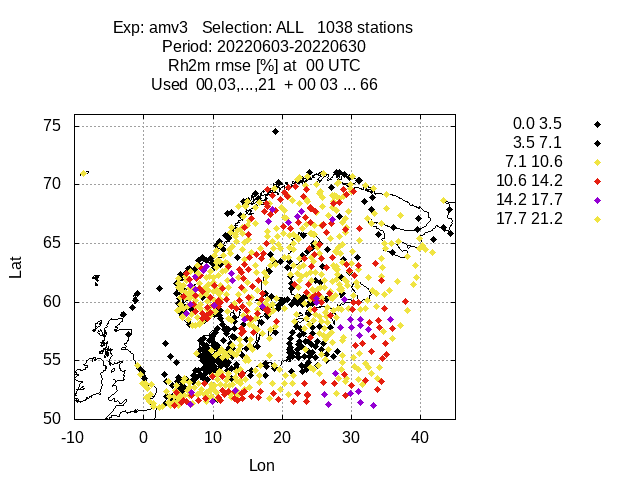 Exp: amv3   Selection: ALL   1038 stations
Period: 20220603-20220630
Rh2m rmse [%] at  00 UTC
Used  00,03,...,21  + 00 03 ... 66
0.0 3.5
3.5 7.1
7.1 10.6
10.6 14.2
14.2 17.7
17.7 21.2
75
70
65
60
55
50
Lat
-10 0 10 20 30 40
Lon